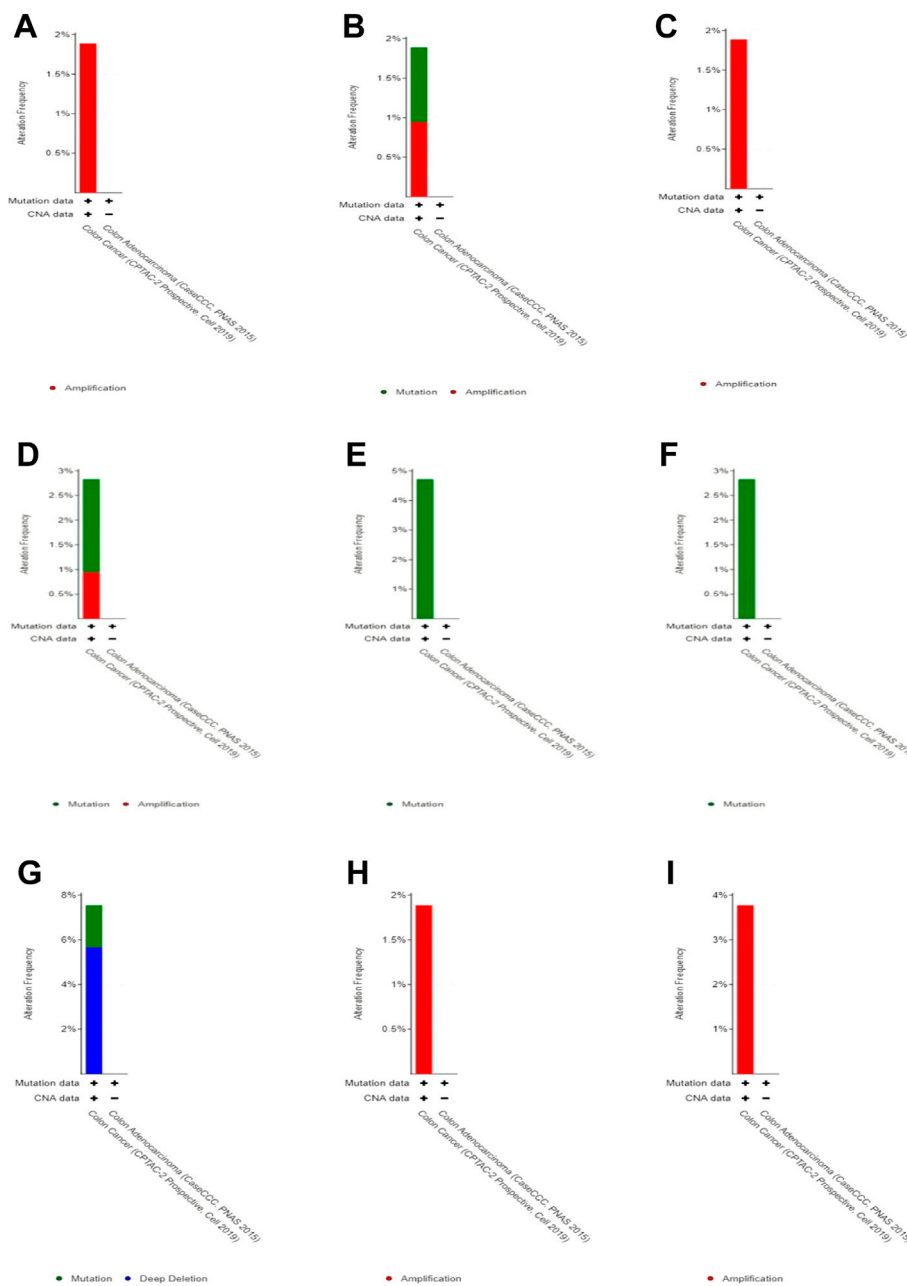 A
2%
1.5%
1%
0.5%
Alteration Frequency
Mutation data + +
CNA data + −
Colon Adenocarcinoma (CaseCCC, PNAS 2015)
Colon Cancer (CPTAC-2 Prospective, Cell 2019)
Amplification
B
2%
1.5%
1%
0.5%
Alteration Frequency
Mutation data + +
CNA data + −
Colon Adenocarcinoma (CaseCCC, PNAS 2015)
Colon Cancer (CPTAC-2 Prospective, Cell 2019)
Mutation Amplification
C
2%
1.5%
1%
0.5%
Alteration Frequency
Mutation data + +
CNA data + −
Colon Adenocarcinoma (CaseCCC, PNAS 2015)
Colon Cancer (CPTAC-2 Prospective, Cell 2019)
Amplification
D
3%
2.5%
2%
1.5%
1%
0.5%
Alteration Frequency
Mutation data + +
CNA data + −
Colon Adenocarcinoma (CaseCCC, PNAS 2015)
Colon Cancer (CPTAC-2 Prospective, Cell 2019)
Mutation Amplification
E
5%
4%
3%
2%
1%
Alteration Frequency
Mutation data + +
CNA data + −
Colon Adenocarcinoma (CaseCCC, PNAS 2015)
Colon Cancer (CPTAC-2 Prospective, Cell 2019)
Mutation
F
3%
2.5%
2%
1.5%
1%
0.5%
Alteration Frequency
Mutation data + +
CNA data + −
Colon Adenocarcinoma (CaseCCC, PNAS 2015)
Colon Cancer (CPTAC-2 Prospective, Cell 2019)
Mutation
G
8%
6%
4%
2%
Alteration Frequency
Mutation data + +
CNA data + −
Colon Adenocarcinoma (CaseCCC, PNAS 2015)
Colon Cancer (CPTAC-2 Prospective, Cell 2019)
Mutation Deep Deletion
H
2%
1.5%
1%
0.5%
Alteration Frequency
Mutation data + +
CNA data + −
Colon Adenocarcinoma (CaseCCC, PNAS 2015)
Colon Cancer (CPTAC-2 Prospective, Cell 2019)
Amplification
I
4%
3%
2%
1%
Alteration Frequency
Mutation data + +
CNA data + −
Colon Adenocarcinoma (CaseCCC, PNAS 2015)
Colon Cancer (CPTAC-2 Prospective, Cell 2019)
Amplification